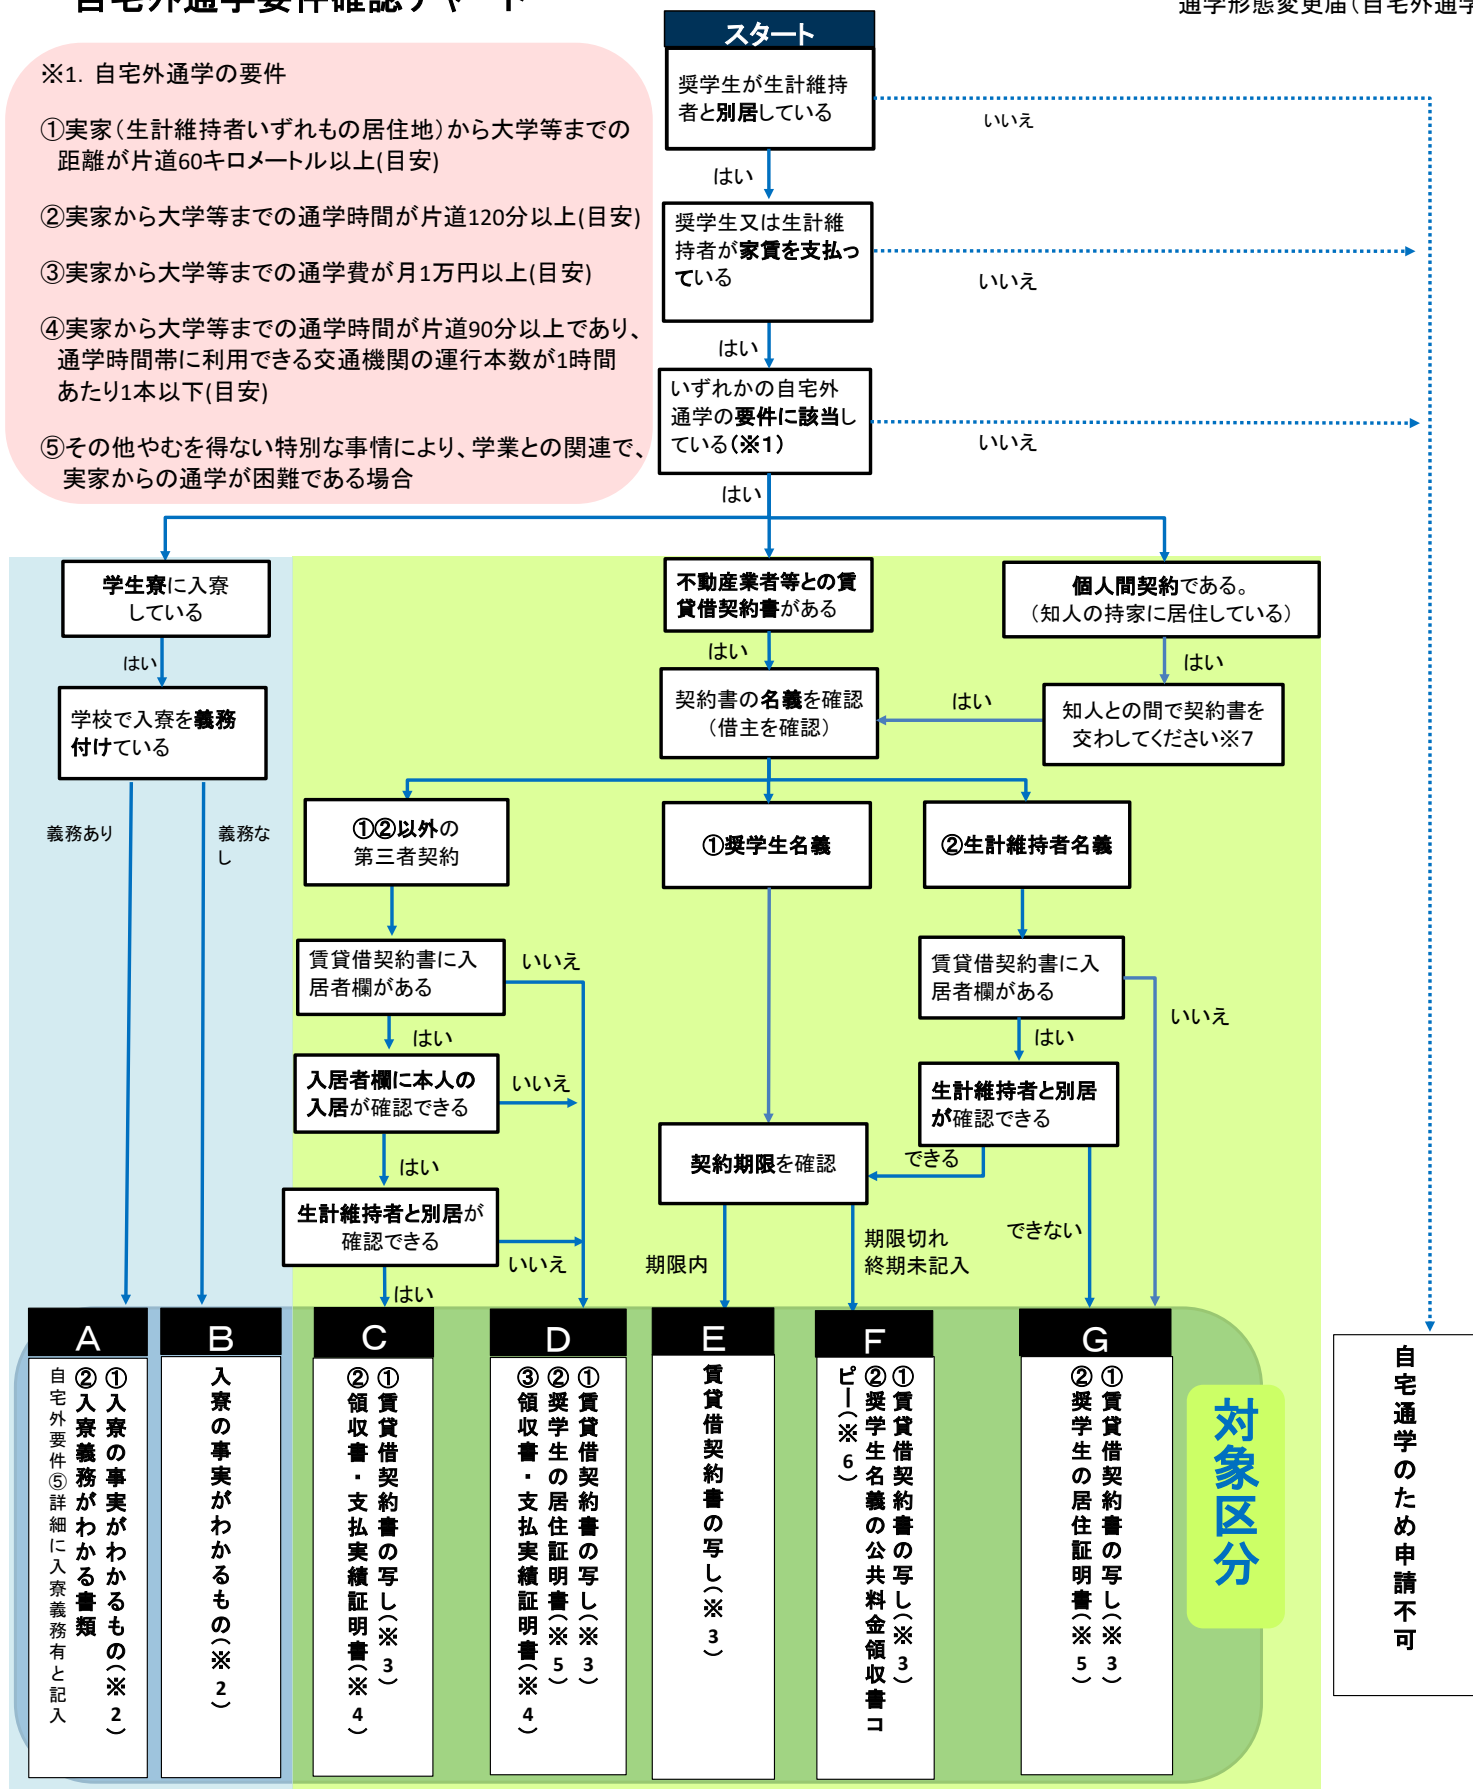 自宅外通学要件確認チャート
通学形態変更届(自宅外通学
※1. 自宅外通学の要件
①実家(生計維持者いずれもの居住地)から大学等までの
距離が片道60キロメートル以上(目安)
②実家から大学等までの通学時間が片道120分以上(目安)
③実家から大学等までの通学費が月1万円以上(目安)
④実家から大学等までの通学時間が片道90分以上であり、
通学時間帯に利用できる交通機関の運行本数が1時間
あたり1本以下(目安)
⑤その他やむを得ない特別な事情により、学業との関連で、
実家からの通学が困難である場合
スタート
奨学生が生計維持
者と別居している
いいえ
はい
奨学生又は生計維
持者が家賃を支払っ
ている
いいえ
はい
いずれかの自宅外
通学の要件に該当し
ている(※1)
いいえ
はい
学生寮に入寮
している
はい
学校で入寮を義務
付けている
義務あり
義務な
し
不動産業者等との賃
貸借契約書がある
はい
個人間契約である。
(知人の持家に居住している)
はい
知人との間で契約書を
交わしてください※7
はい
契約書の名義を確認
(借主を確認)
①②以外の
第三者契約
①奨学生名義
②生計維持者名義
賃貸借契約書に入
居者欄がある
いいえ
はい
入居者欄に本人の
入居が確認できる
いいえ
はい
生計維持者と別居が
確認できる
いいえ
はい
賃貸借契約書に入
居者欄がある
いいえ
はい
生計維持者と別居
が確認できる
できる
できない
契約期限を確認
期限内
期限切れ
終期未記入
A
①入寮の事実がわかるもの(※2)
②入寮義務がわかる書類
自宅外要件⑤詳細に入寮義務有と記入
B
入寮の事実がわかるもの(※2)
C
①賃貸借契約書の写し(※3)
②領収書・支払実績証明書(※4)
D
①賃貸借契約書の写し(※3)
②奨学生の居住証明書(※5)
③領収書・支払実績証明書(※4)
E
賃貸借契約書の写し(※3)
F
①賃貸借契約書の写し(※3)
②奨学生名義の公共料金領収書コ
ピー(※6)
G
①賃貸借契約書の写し(※3)
②奨学生の居住証明書(※5)
対象区分
自宅通学のため申請不可